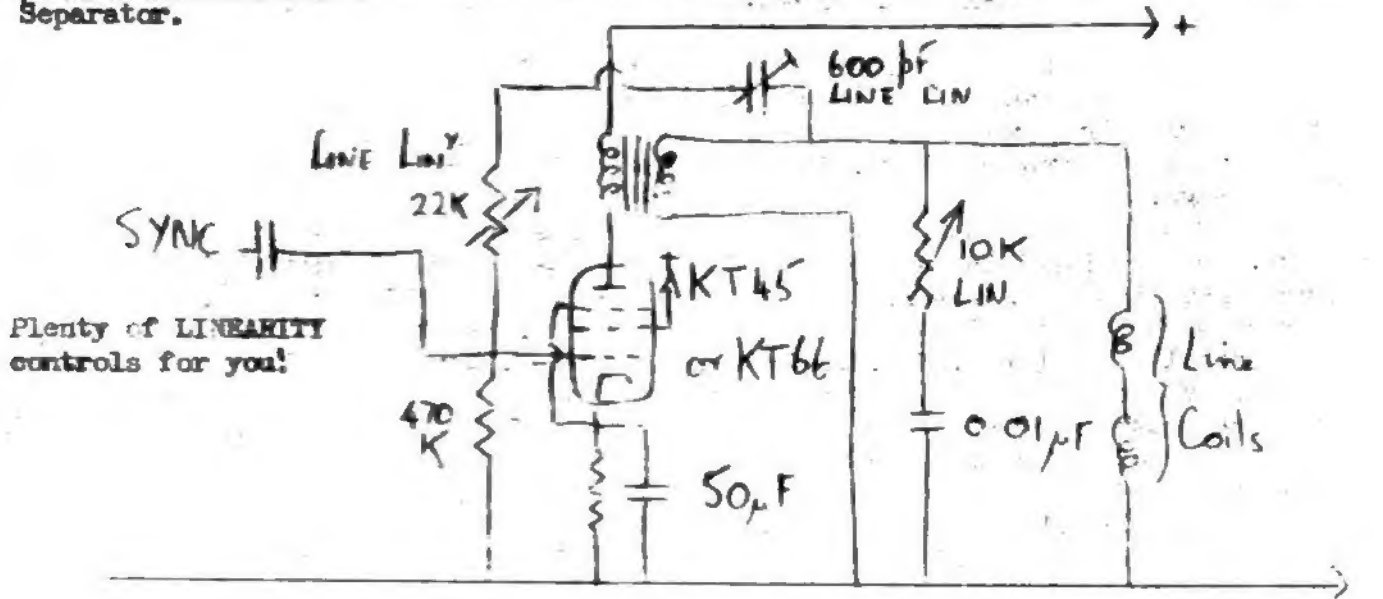 Separator.
+
600 pF
LINE LIN
LINE LINY
22K
SYNC
KT45
or KT66
10K
LIN.
Plenty of LINEARITY
controls for you!
470
K
50μF
0.01μF
Line
Coils